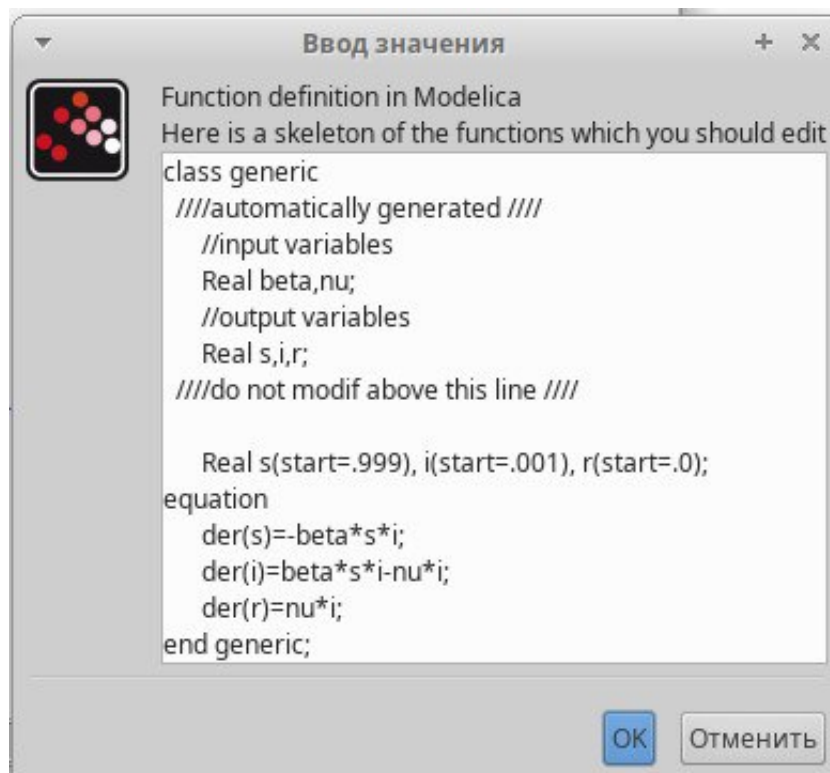 Ввод значения
Function definition in Modelica
Here is a skeleton of the functions which you should edit
class generic
////automatically generated ////
//input variables
Real beta,nu;
//output variables
Real s,i,r;
////do not modif above this line ////
Real s(start=.999), i(start=.001), r(start=.0);
equation
der(s)=-beta*s*i;
der(i)=beta*s*i-nu*i;
der(r)=nu*i;
end generic;
OK Отменить